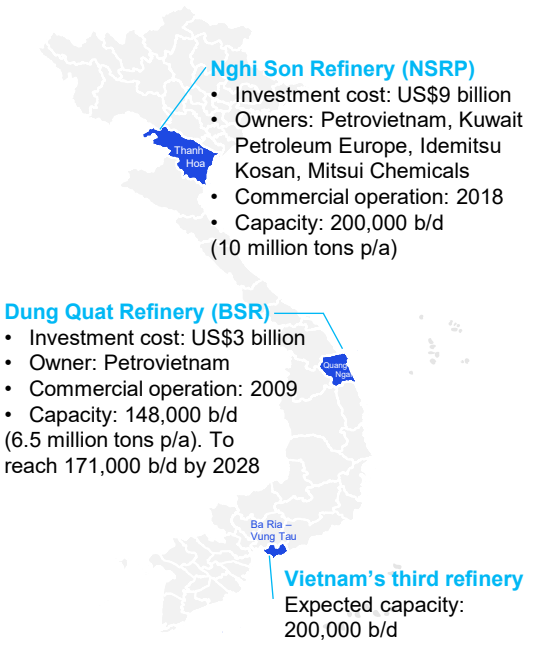 Nghi Son Refinery (NSRP)
• Investment cost: US$9 billion
• Owners: Petrovietnam, Kuwait
Petroleum Europe, Idemitsu
Kosan, Mitsui Chemicals
• Commercial operation: 2018
• Capacity: 200,000 b/d
(10 million tons p/a)
Thanh
Hoa
Dung Quat Refinery (BSR)
• Investment cost: US$3 billion
• Owner: Petrovietnam
• Commercial operation: 2009
• Capacity: 148,000 b/d
(6.5 million tons p/a). To
reach 171,000 b/d by 2028
Quang
Ngai
Ba Ria –
Vung Tau
Vietnam's third refinery
Expected capacity:
200,000 b/d